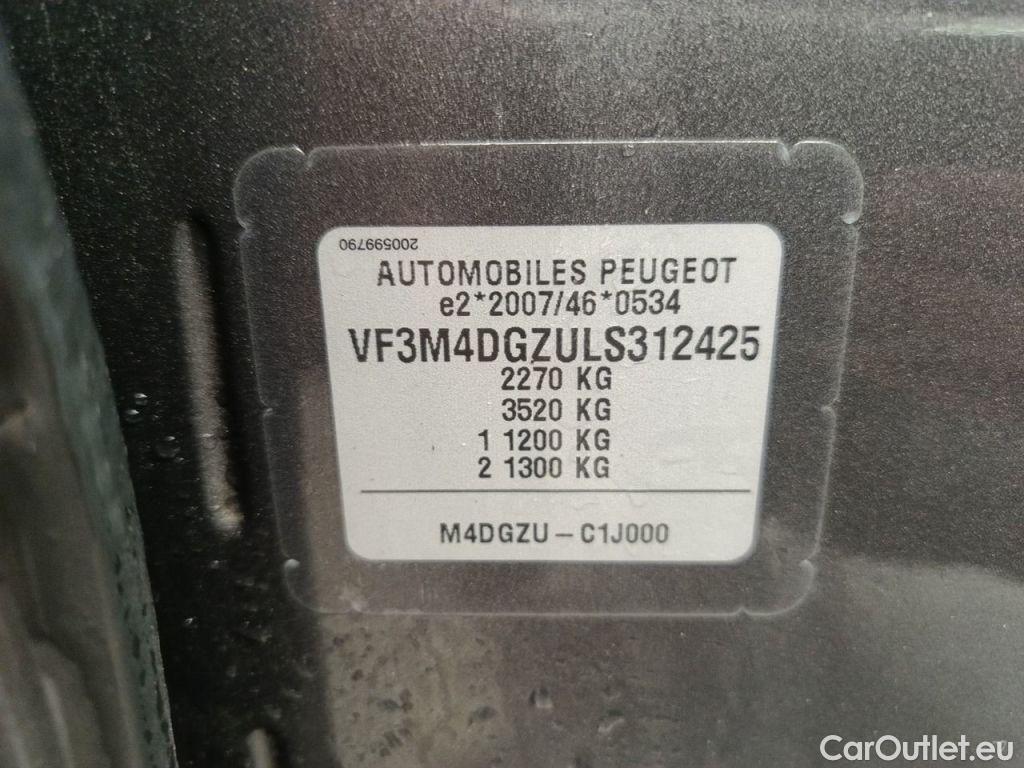 200599790
AUTOMOBILES PEUGEOT
e2*2007/46*0534
VF3M4DGZULS312425
2270 KG
3520 KG
1 1200 KG
2 1300 KG
M4DGZU – C1J000
CarOutlet.eu